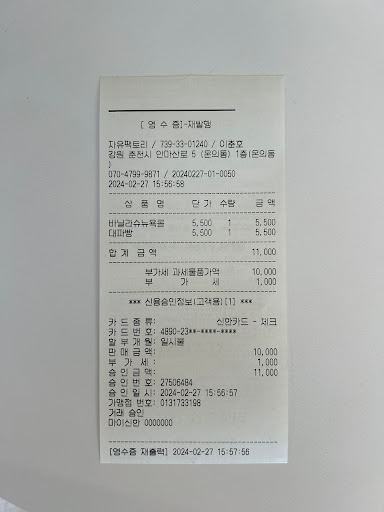 [ 영 수 증]-재발행
자유팩토리 / 739-33-01240 / 이춘호
강원 춘천시 안마산로 5 (온의동) 1층(온의동
)
070-4799-9871 / 20240227-01-0050
2024-02-27 15:56:58
상 품 명 단 가 수량 금 액
바닐라슈뉴욕롤 5,500 1 5,500
대파빵 5,500 1 5,500
합 계 금 액 11,000
부가세 과세물품가액 10,000
부 가 세 1,000
*** 신용승인정보(고객용)[1] ***
카 드 종 류: 신한카드 - 체크
카드 번호: 4890-23**-****-****
할 부 개 월: 일시불
판 매 금 액: 10,000
부 가 세 : 1,000
승 인 금 액: 11,000
승 인 번 호: 27506484
승 인 일 시: 2024-02-27 15:56:57
가맹점 번호: 0131733198
거래 승인
마이신한 0000000
[영수증 재출력] 2024-02-27 15:57:56